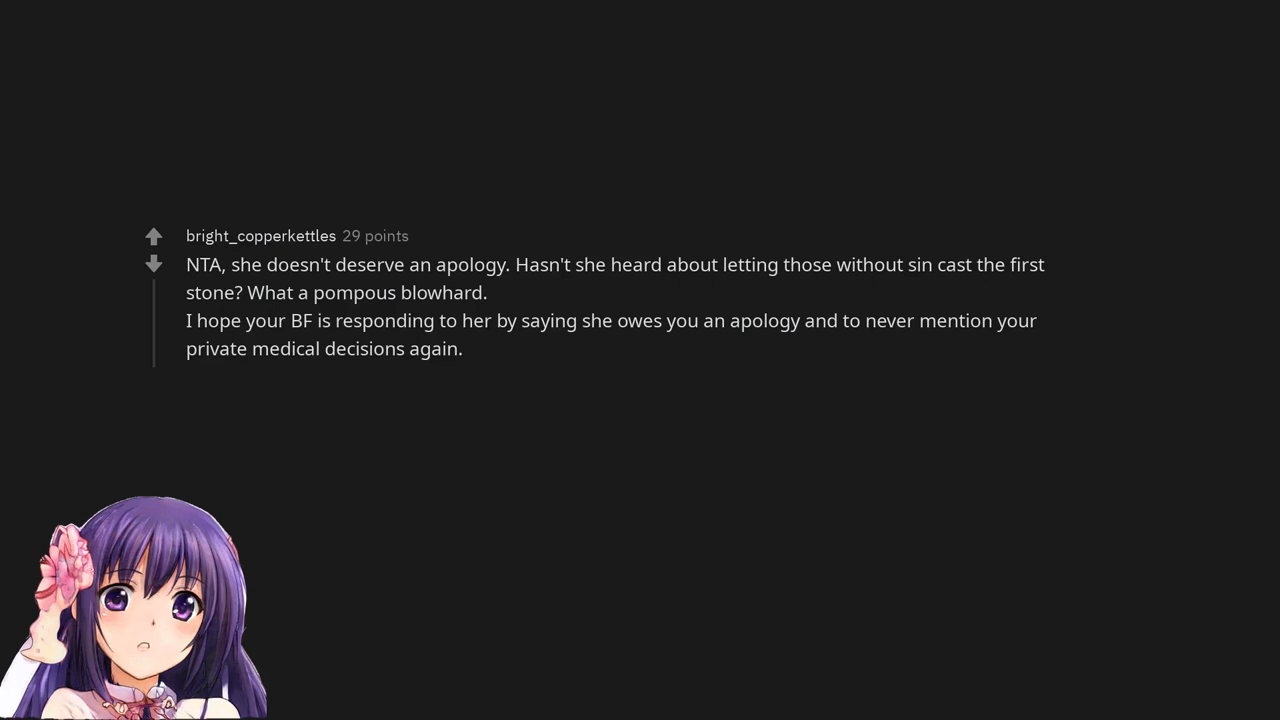 bright_copperkettles 29 points
NTA, she doesn't deserve an apology. Hasn't she heard about letting those without sin cast the first
stone? What a pompous blowhard.
I hope your BF is responding to her by saying she owes you an apology and to never mention your
private medical decisions again.